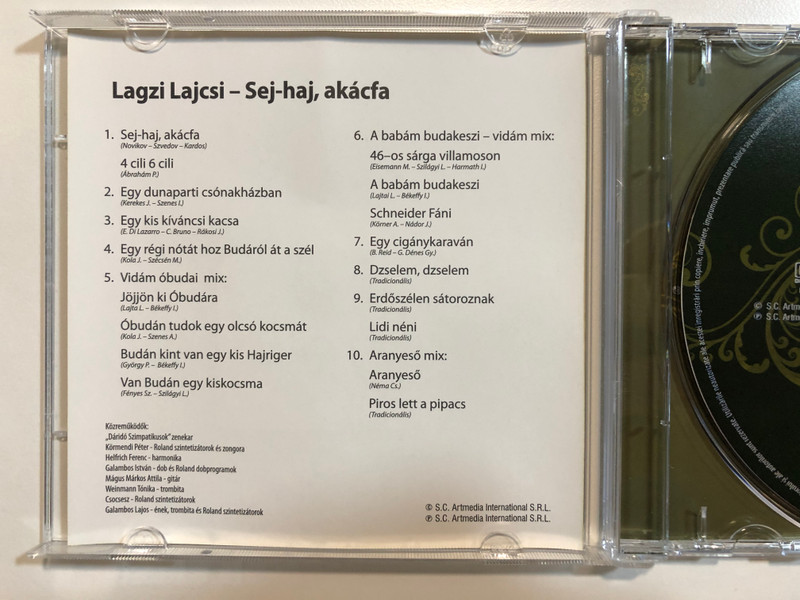 Lagzi Lajcsi – Sej-haj, akácfa
1. Sej-haj, akácfa
(Novikov – Szvedov – Kardos)
4 cili 6 cili
(Ábrahám P.)
2. Egy dunaparti csónakházban
(Kerekes J. – Szenes I.)
3. Egy kis kíváncsi kacsa
(E. Di Lazarro – C. Bruno – Rákosi J.)
4. Egy régi nótát hoz Budáról át a szél
(Kola J. – Szécsén M.)
5. Vidám óbudai mix:
Jöjjön ki Óbudára
(Lajta L. – Békeffy I.)
Óbudán tudok egy olcsó kocsmát
(Kola J. – Szenes A.)
Budán kint van egy kis Hajriger
(György P. – Békeffy I.)
Van Budán egy kiskocsma
(Fényes Sz. – Szilágyi L.)
Közreműködők:
„Dáridó Szimpatikusok" zenekar
Körmendi Péter - Roland szintetizátorok és zongora
Helfrich Ferenc - harmonika
Galambos István - dob és Roland dobprogramok
Mágus Márkos Attila - gitár
Weinmann Tónika - trombita
Csocsesz - Roland szintetizátorok
Galambos Lajos - ének, trombita és Roland szintetizátorok
6. A babám budakeszi – vidám mix:
46–os sárga villamoson
(Eisemann M. – Szilágyi L. – Harmath I.)
A babám budakeszi
(Lajtai L. – Békeffy I.)
Schneider Fáni
(Körner A. – Nádor J.)
7. Egy cigánykaraván
(B. Reid – G. Dénes Gy.)
8. Dzselem, dzselem
(Tradicionális)
9. Erdőszélen sátoroznak
(Tradicionális)
Lidi néni
(Tradicionális)
10. Aranyeső mix:
Aranyeső
(Néma Cs.)
Piros lett a pipacs
(Tradicionális)
© S.C. Artmedia International S.R.L.
℗ S.C. Artmedia International S.R.L.
© S.C. Artm
℗ S.C. Artm